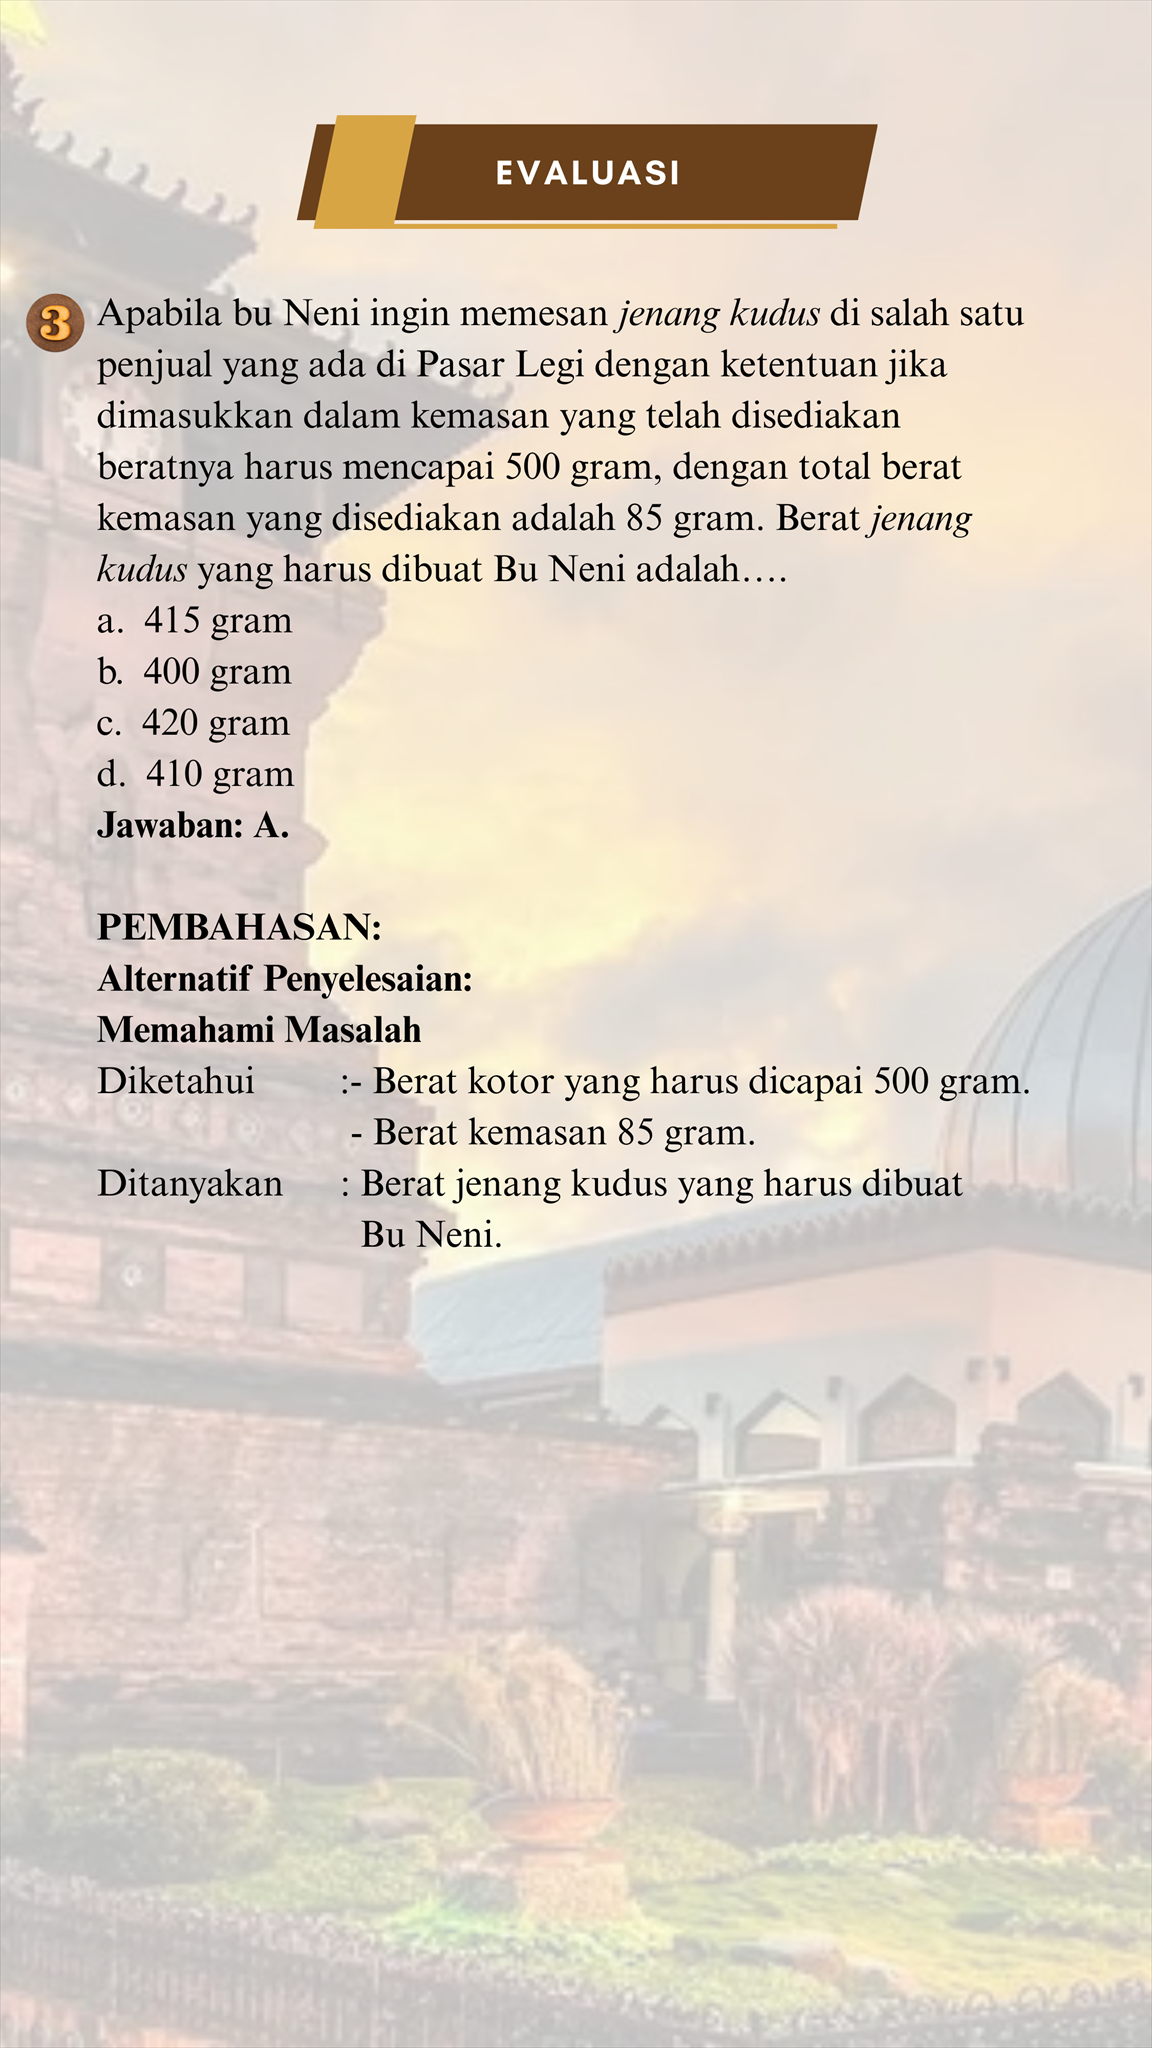 EVALUASI
3 Apabila bu Neni ingin memesan jenang kudus di salah satu
penjual yang ada di Pasar Legi dengan ketentuan jika
dimasukkan dalam kemasan yang telah disediakan
beratnya harus mencapai 500 gram, dengan total berat
kemasan yang disediakan adalah 85 gram. Berat jenang
kudus yang harus dibuat Bu Neni adalah….
a. 415 gram
b. 400 gram
c. 420 gram
d. 410 gram
Jawaban: A.
PEMBAHASAN:
Alternatif Penyelesaian:
Memahami Masalah
Diketahui :- Berat kotor yang harus dicapai 500 gram.
- Berat kemasan 85 gram.
Ditanyakan : Berat jenang kudus yang harus dibuat
Bu Neni.